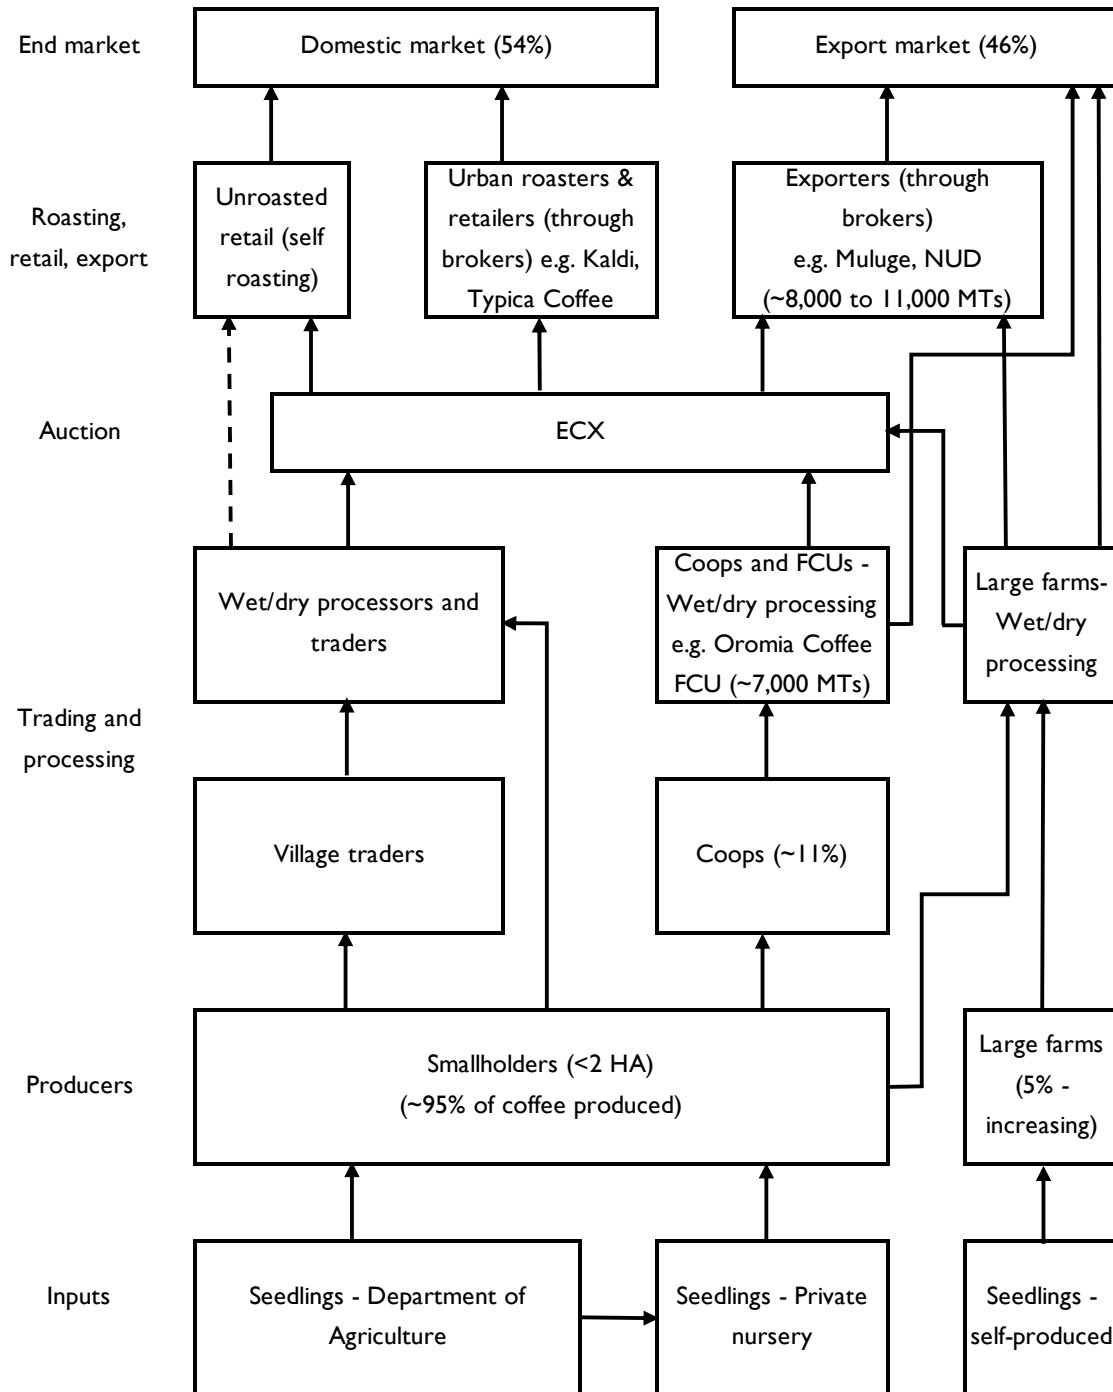 End market
Domestic market (54%)
Export market (46%)
Roasting,
retail, export
Unroasted
retail (self
roasting)
Urban roasters &
retailers (through
brokers) e.g. Kaldi,
Typica Coffee
Exporters (through
brokers)
e.g. Muluge, NUD
(~8,000 to 11,000 MTs)
Auction
ECX
Trading and
processing
Wet/dry processors and
traders
Coops and FCUs -
Wet/dry processing
e.g. Oromia Coffee
FCU (~7,000 MTs)
Large farms-
Wet/dry
processing
Village traders
Coops (~11%)
Producers
Smallholders (<2 HA)
(~95% of coffee produced)
Large farms
(5% -
increasing)
Inputs
Seedlings - Department of
Agriculture
Seedlings - Private
nursery
Seedlings -
self-produced